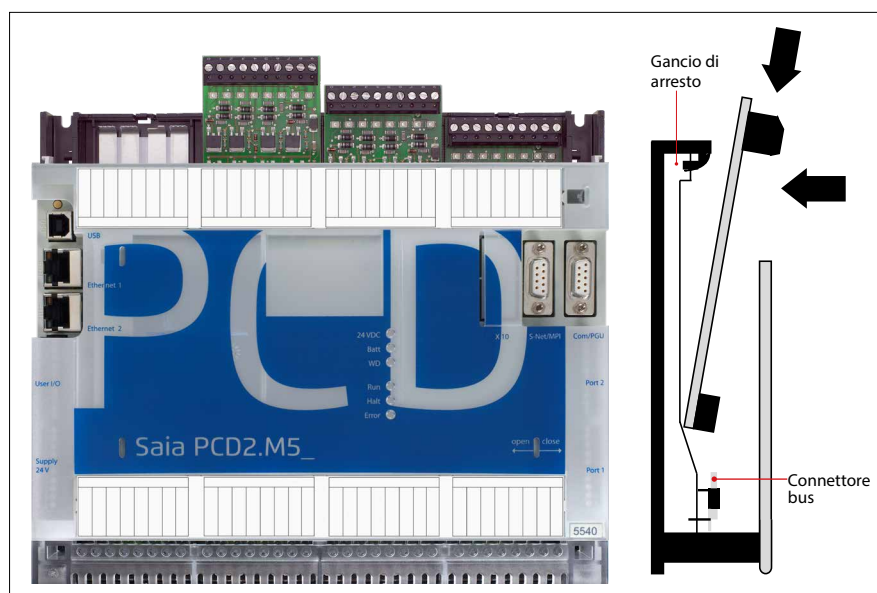 Gancio di
arresto
PCD
USB
Ethernet 1
Ethernet 2
24 VDC
Batt
WD
X 10
S-Net/MPI
Com/PGU
User I/O
Run
Halt
Error
Port 2
Saia PCD2.M5_
open
close
Supply
24 V
Port 1
Connettore
bus
5540